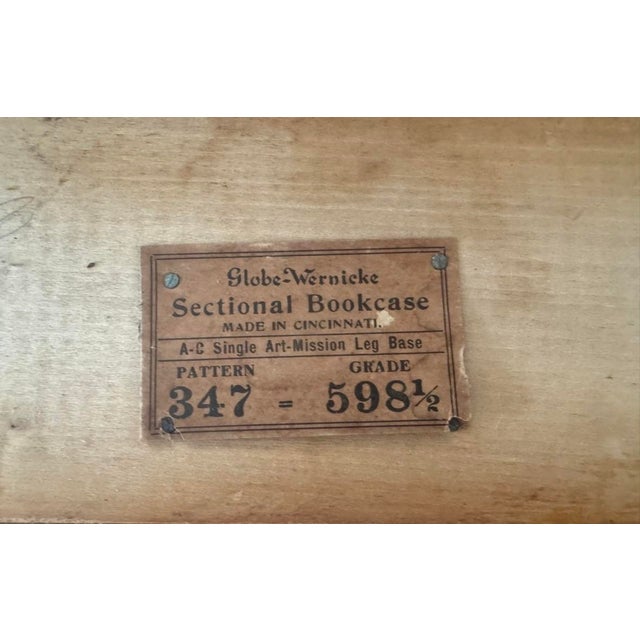 Globe-Wernicke
Sectional Bookcase
MADE IN CINCINNATI.
A-C Single Art-Mission Leg Base
PATTERN GRADE
347 = 598½